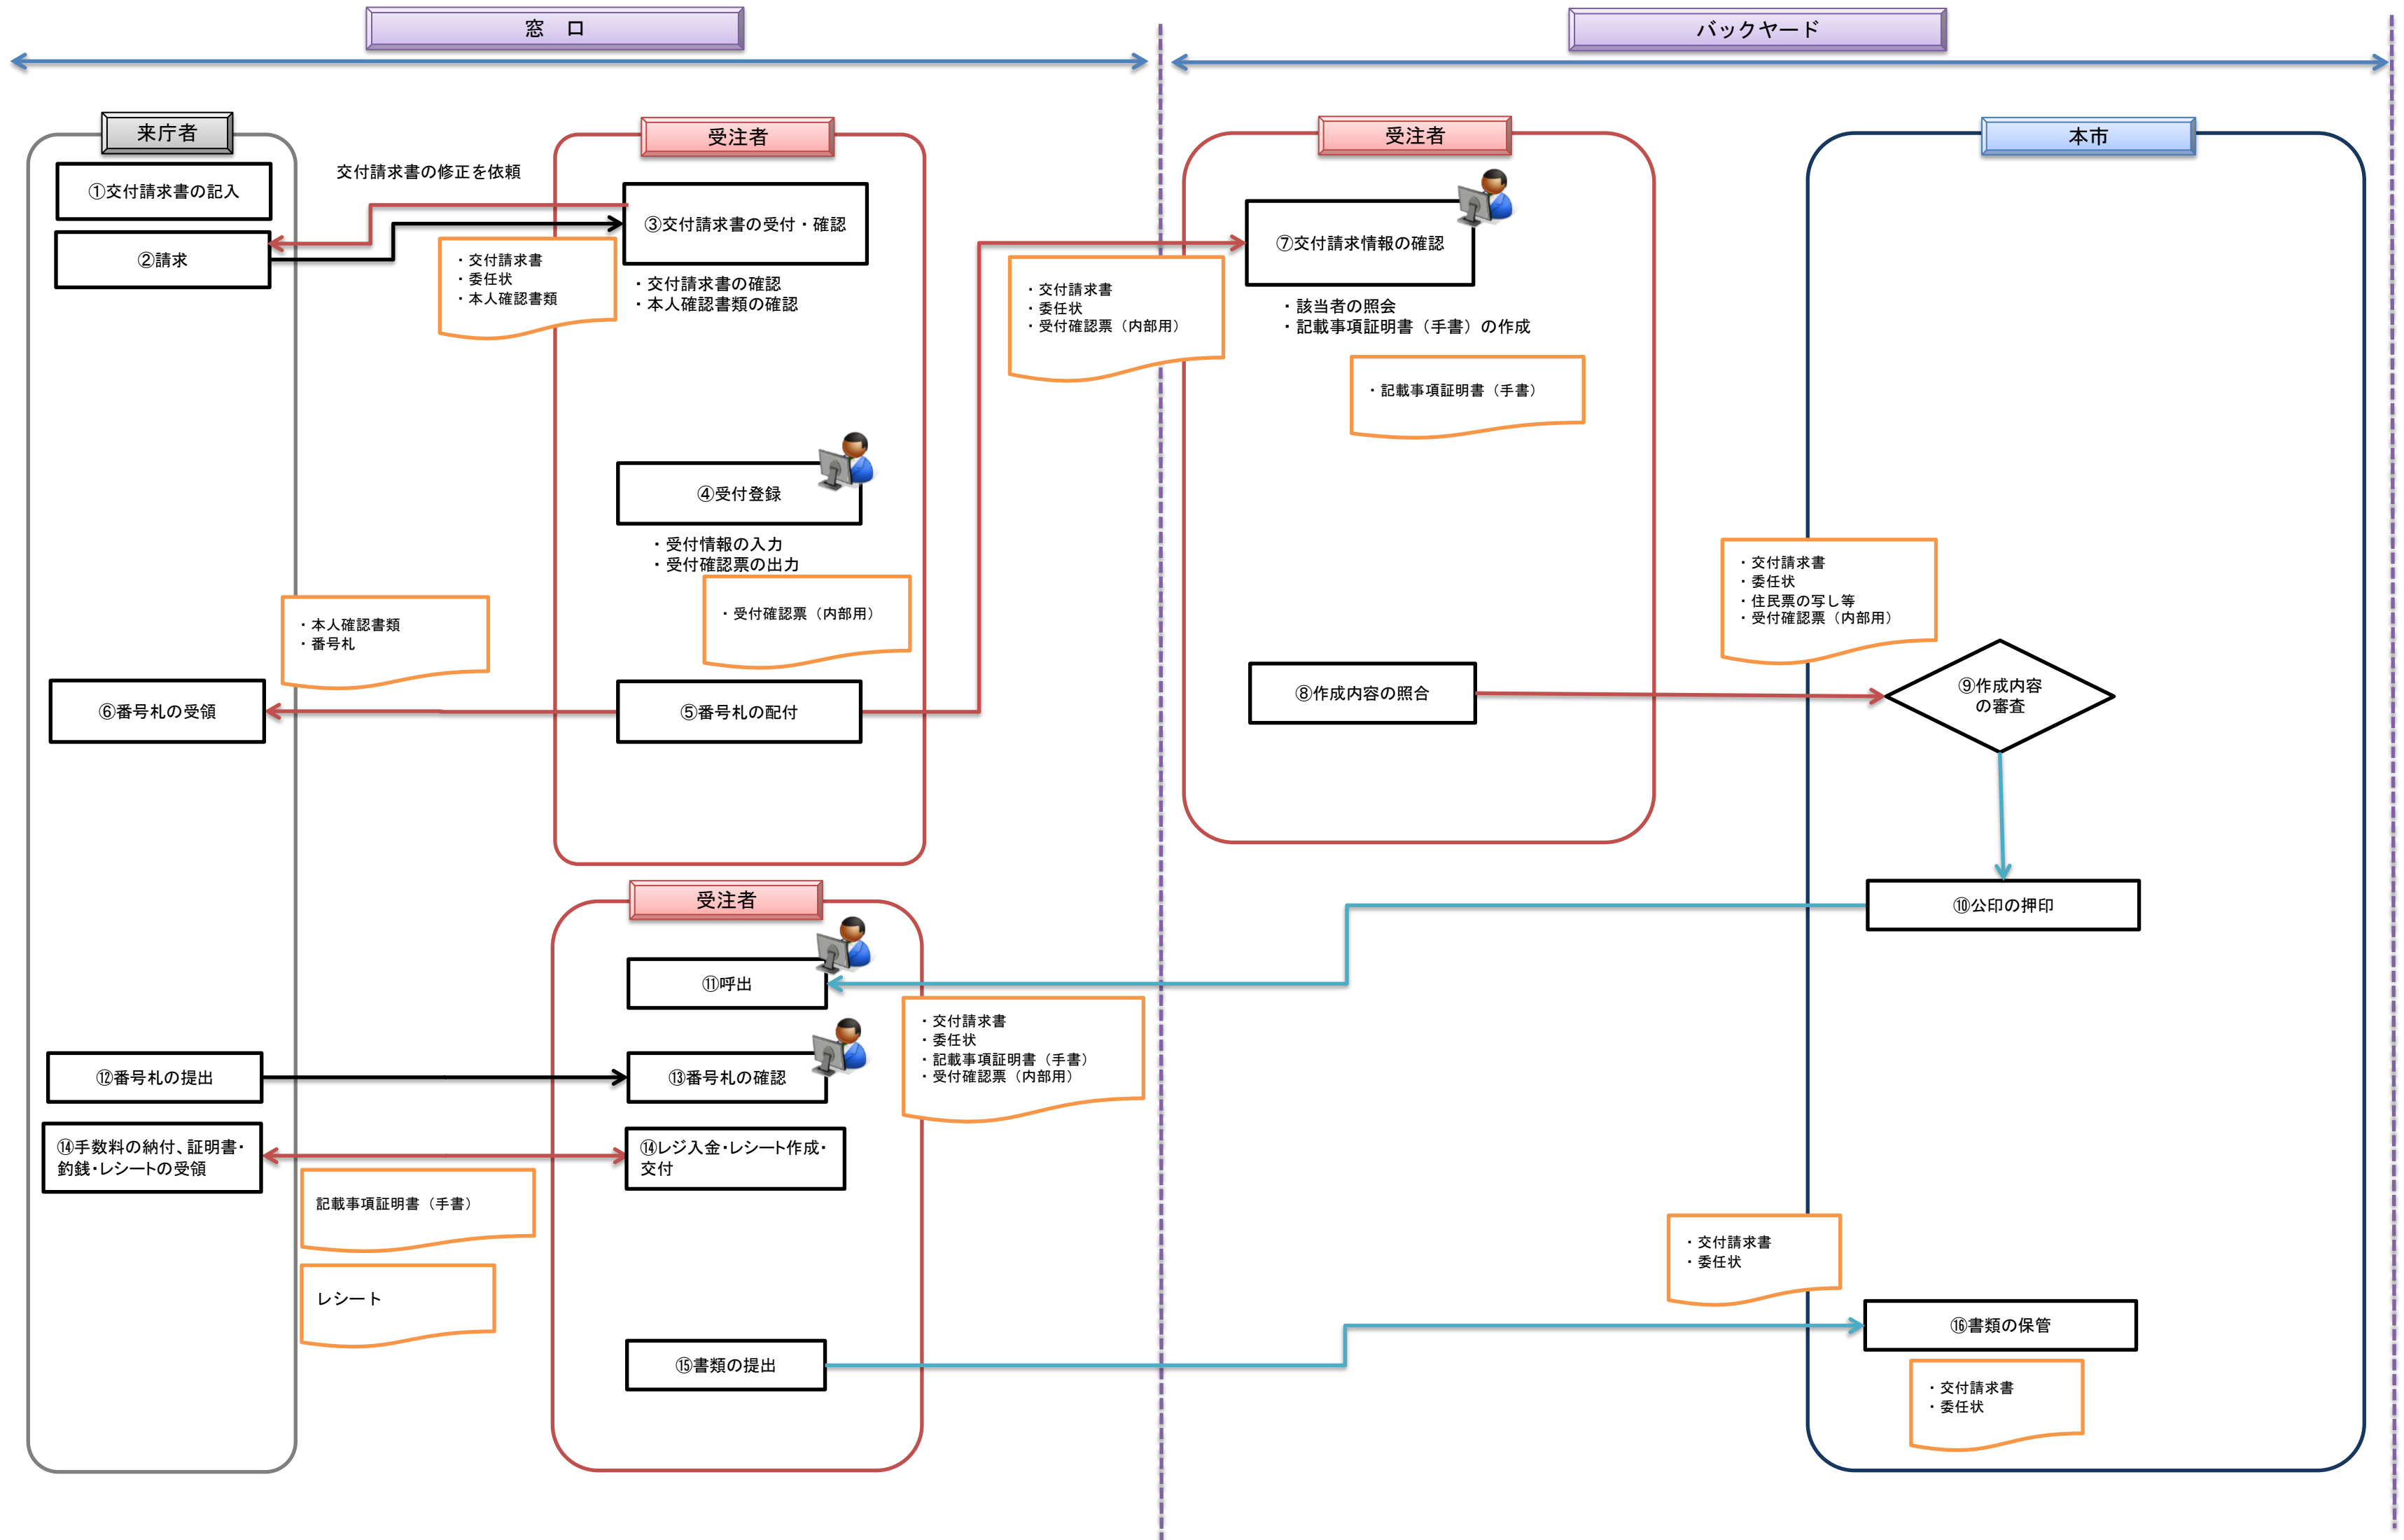 窓　口
バックヤード
来庁者
受注者
受注者
本市
①交付請求書の記入
②請求
交付請求書の修正を依頼
・交付請求書
・委任状
・本人確認書類
③交付請求書の受付・確認
・交付請求書の確認
・本人確認書類の確認
・交付請求書
・委任状
・受付確認票（内部用）
⑦交付請求情報の確認
・該当者の照会
・記載事項証明書（手書）の作成
・記載事項証明書（手書）
④受付登録
・受付情報の入力
・受付確認票の出力
・受付確認票（内部用）
・本人確認書類
・番号札
⑥番号札の受領
⑤番号札の配付
⑧作成内容の照合
・交付請求書
・委任状
・住民票の写し等
・受付確認票（内部用）
⑨作成内容
の審査
⑩公印の押印
受注者
⑪呼出
・交付請求書
・委任状
・記載事項証明書（手書）
・受付確認票（内部用）
⑫番号札の提出
⑬番号札の確認
⑭手数料の納付、証明書・
釣銭・レシートの受領
⑭レジ入金・レシート作成・
交付
記載事項証明書（手書）
レシート
⑮書類の提出
・交付請求書
・委任状
⑯書類の保管
・交付請求書
・委任状